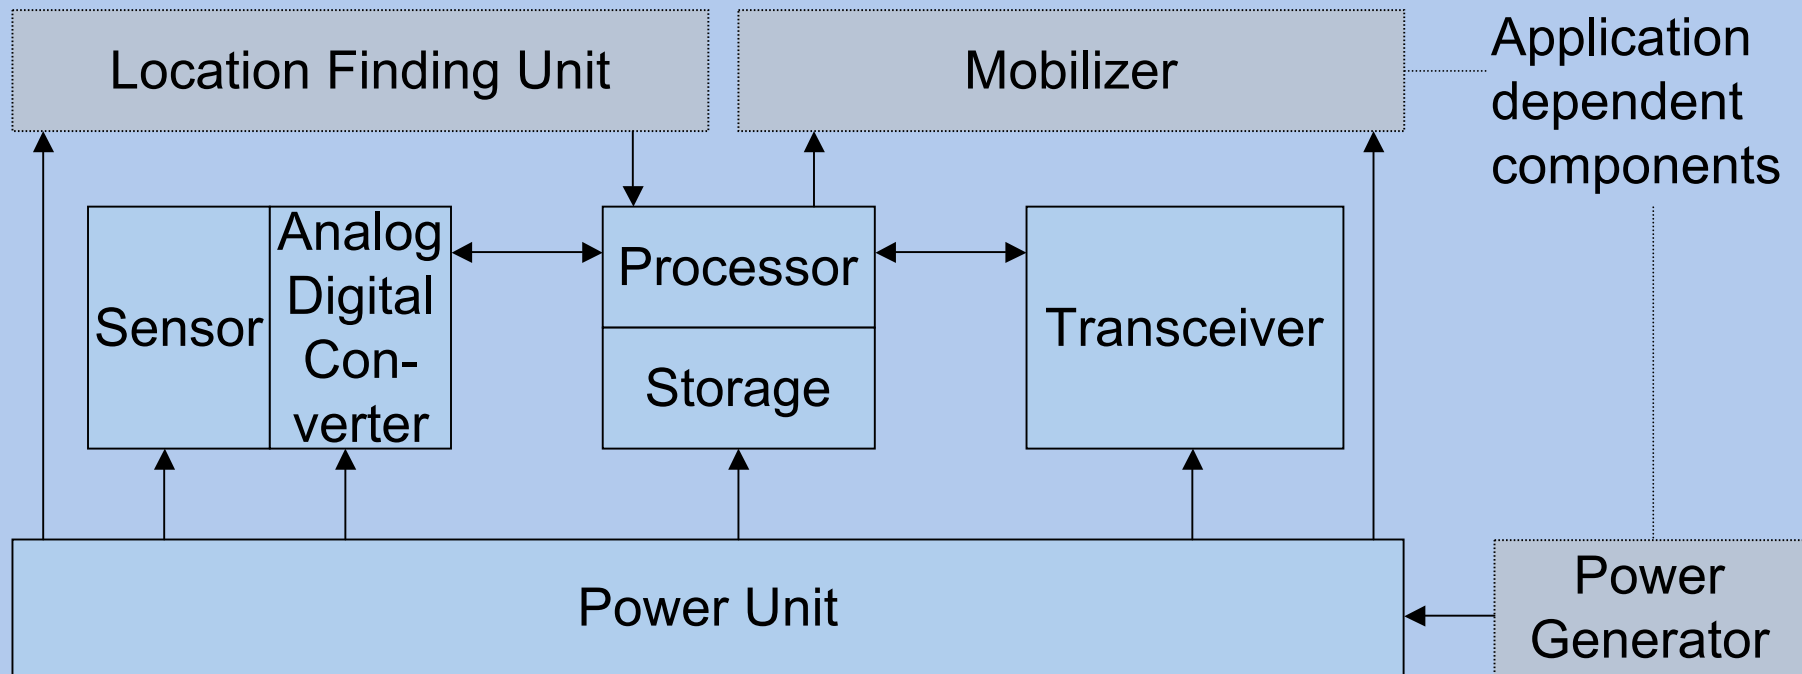 Location Finding Unit
Mobilizer
Application
dependent
components
Sensor
Analog
Digital
Con-
verter
Processor
Storage
Transceiver
Power Unit
Power
Generator